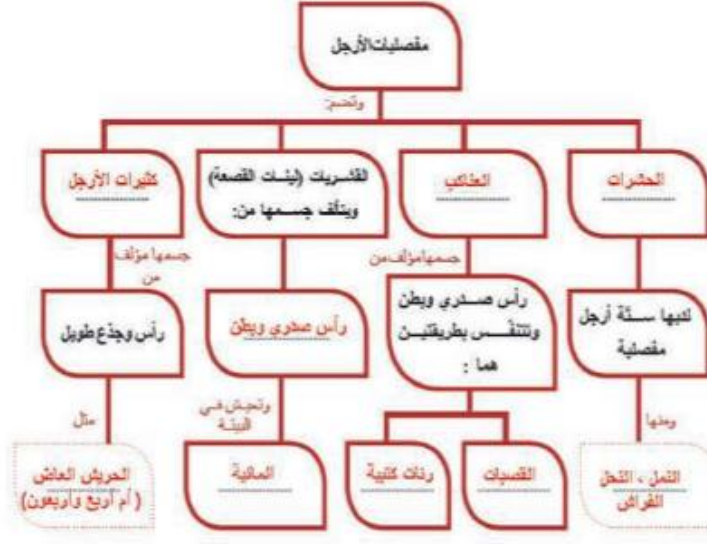 مفصليات الأرجل
وتضم:
الحشرات
العناكب
القشريات (لبنات القصعة)
ويتألف جسمها من:
كثيرات الأرجل
جسمها مؤلف من
جسمها مؤلف
من
لديها ستة أرجل
مفصلية
رأس صدري وبطن
وتتنفس بطريقتين
هما :
رأس صدري وبطن
رأس وجذع طويل
ومنها
وتعيش في
البيئة
مثل
النمل ، النحل
الفراش
القصبات
رئات كتبية
المائية
الحريش العاض
( أم أربع وأربعون)